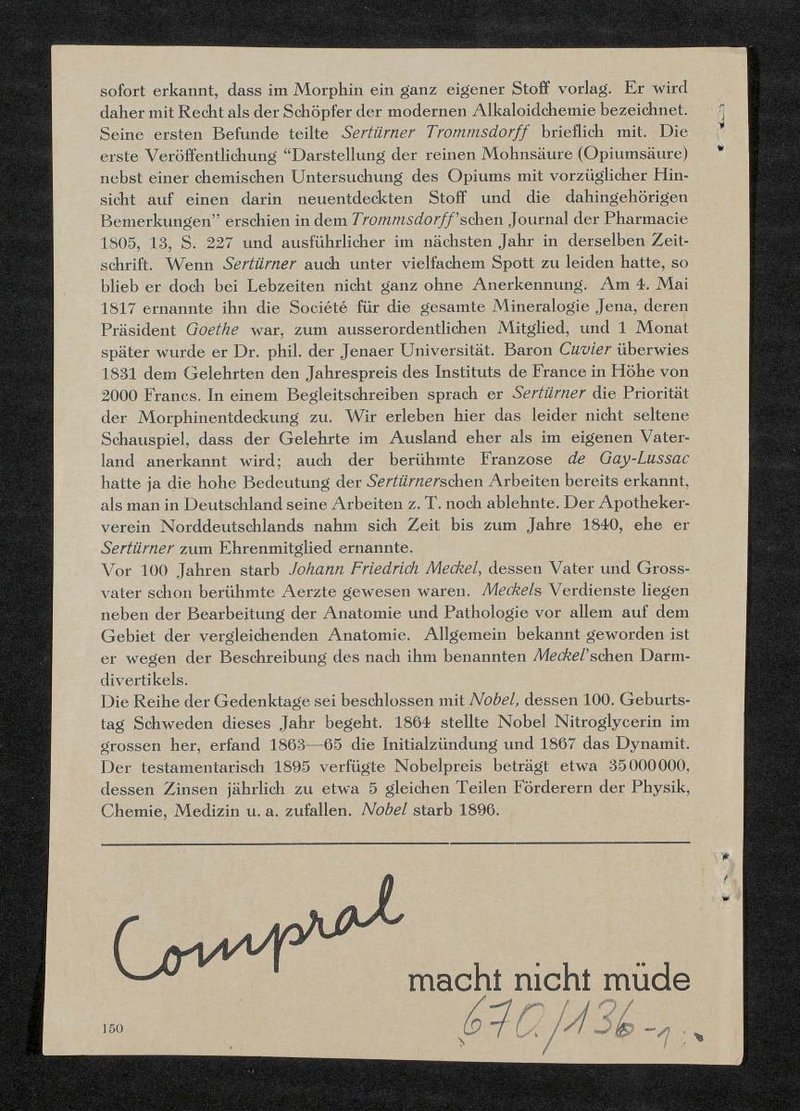 sofort erkannt, dass im Morphin ein ganz eigener Stoff vorlag. Er wird
daher mit Recht als der Schöpfer der modernen Alkaloidchemie bezeichnet.
Seine ersten Befunde teilte Sertürner Trommsdorff brieflich mit. Die
erste Veröffentlichung “Darstellung der reinen Mohnsäure (Opiumsäure)
nebst einer chemischen Untersuchung des Opiums mit vorzüglicher Hin-
sicht auf einen darin neuentdeckten Stoff und die dahingehörigen
Bemerkungen” erschien in dem Trommsdorff'schen Journal der Pharmacie
1805, 13, S. 227 und ausführlicher im nächsten Jahr in derselben Zeit-
schrift. Wenn Sertürner auch unter vielfachem Spott zu leiden hatte, so
blieb er doch bei Lebzeiten nicht ganz ohne Anerkennung. Am 4. Mai
1817 ernannte ihn die Société für die gesamte Mineralogie Jena, deren
Präsident Goethe war, zum ausserordentlichen Mitglied, und 1 Monat
später wurde er Dr. phil. der Jenaer Universität. Baron Cuvier überwies
1831 dem Gelehrten den Jahrespreis des Instituts de France in Höhe von
2000 Francs. In einem Begleitschreiben sprach er Sertürner die Priorität
der Morphinentdeckung zu. Wir erleben hier das leider nicht seltene
Schauspiel, dass der Gelehrte im Ausland eher als im eigenen Vater-
land anerkannt wird; auch der berühmte Franzose de Gay-Lussac
hatte ja die hohe Bedeutung der Sertürnerschen Arbeiten bereits erkannt,
als man in Deutschland seine Arbeiten z. T. noch ablehnte. Der Apotheker-
verein Norddeutschlands nahm sich Zeit bis zum Jahre 1840, ehe er
Sertürner zum Ehrenmitglied ernannte.
Vor 100 Jahren starb Johann Friedrich Meckel, dessen Vater und Gross-
vater schon berühmte Aerzte gewesen waren. Meckels Verdienste liegen
neben der Bearbeitung der Anatomie und Pathologie vor allem auf dem
Gebiet der vergleichenden Anatomie. Allgemein bekannt geworden ist
er wegen der Beschreibung des nach ihm benannten Meckel'schen Darm-
divertikels.
Die Reihe der Gedenktage sei beschlossen mit Nobel, dessen 100. Geburts-
tag Schweden dieses Jahr begeht. 1864 stellte Nobel Nitroglycerin im
grossen her, erfand 1863—65 die Initialzündung und 1867 das Dynamit.
Der testamentarisch 1895 verfügte Nobelpreis beträgt etwa 35000000,
dessen Zinsen jährlich zu etwa 5 gleichen Teilen Förderern der Physik,
Chemie, Medizin u. a. zufallen. Nobel starb 1896.
Compral
macht nicht müde
150
670./136-1